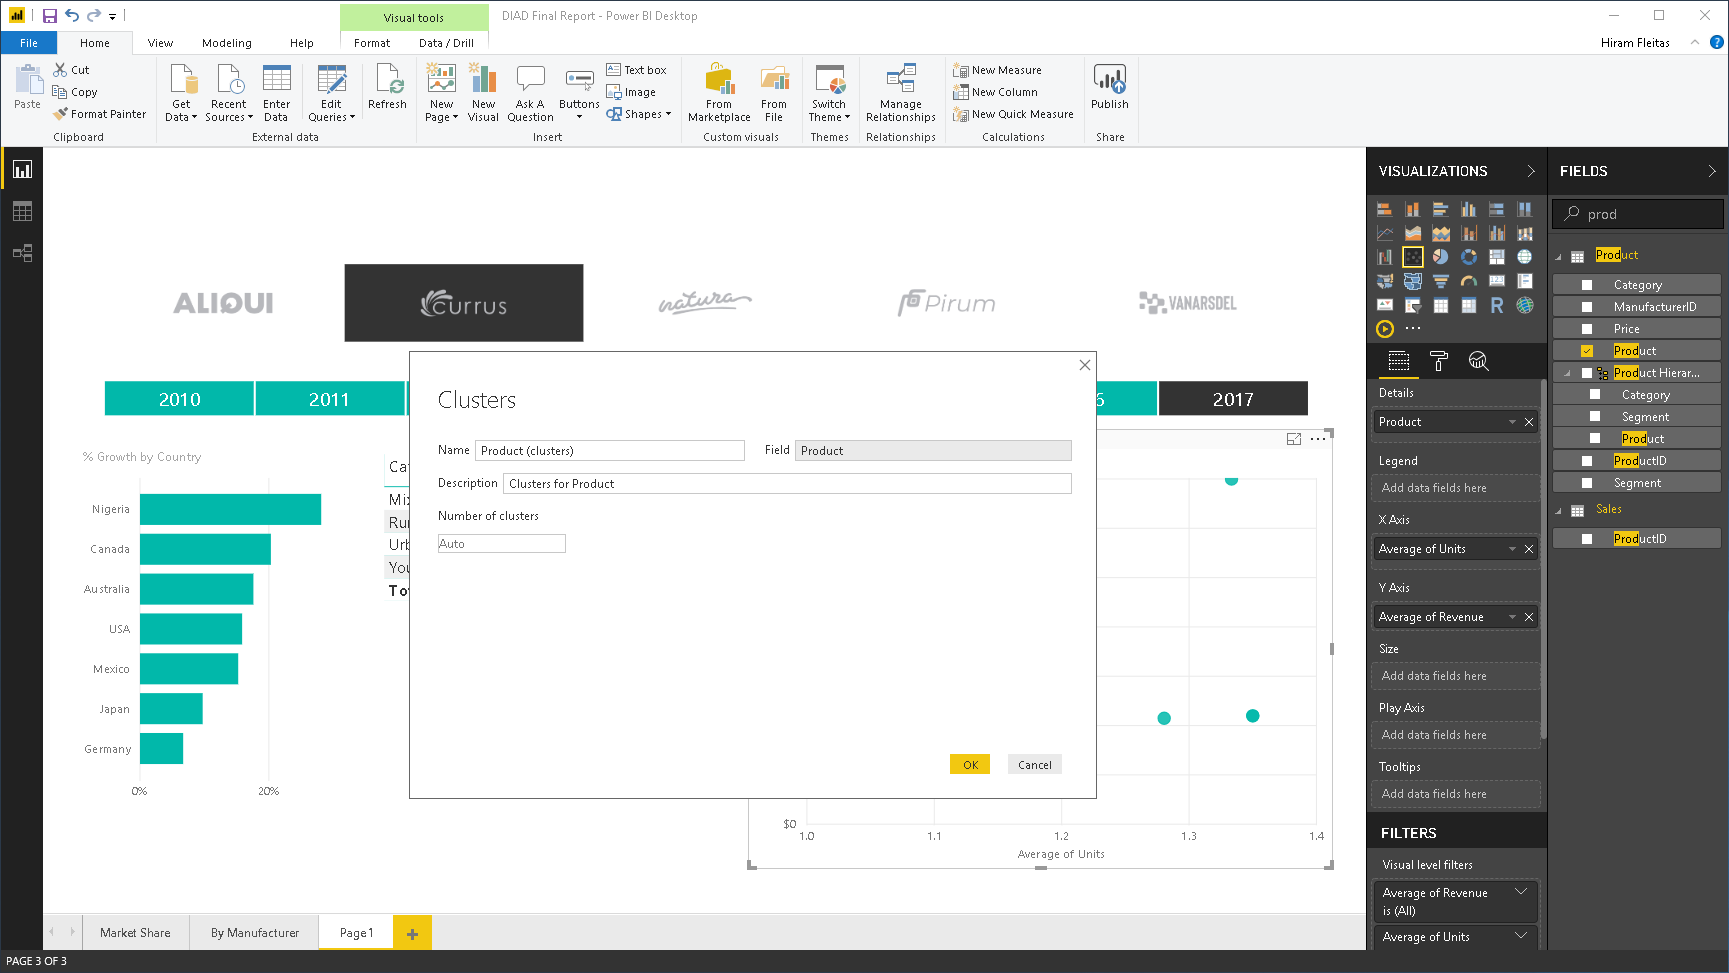 Visual tools
DIAD Final Report - Power BI Desktop
File
Home
View
Modeling
Help
Format
Data / Drill
Hiram Fleitas
Paste
Cut
Copy
Format Painter
Clipboard
Get Data
Recent Sources
Enter Data
Edit Queries
Refresh
External data
New Page
New Visual
Ask A Question
Buttons
Text box
Image
Shapes
Insert
From Marketplace
From File
Custom visuals
Switch Theme
Themes
Manage Relationships
Relationships
New Measure
New Column
New Quick Measure
Calculations
Publish
Share
ALIQUI
currus
natura
Pirum
VANARSDEL
2010
2011
6
2017
% Growth by Country
Nigeria
Canada
Australia
USA
Mexico
Japan
Germany
0%
20%
Cat
Mix
Rur
Urb
You
Tot
Clusters
Name
Product (clusters)
Field
Product
Description
Clusters for Product
Number of clusters
Auto
OK
Cancel
$0
1.0
1.1
1.2
1.3
1.4
Average of Units
VISUALIZATIONS
R
Details
Product
Legend
Add data fields here
X Axis
Average of Units
Y Axis
Average of Revenue
Size
Add data fields here
Play Axis
Add data fields here
Tooltips
Add data fields here
FILTERS
Visual level filters
Average of Revenue
is (All)
Average of Units
FIELDS
prod
Product
Category
ManufacturerID
Price
Product
Product Hierar...
Category
Segment
Product
ProductID
Segment
Sales
ProductID
Market Share
By Manufacturer
Page 1
PAGE 3 OF 3